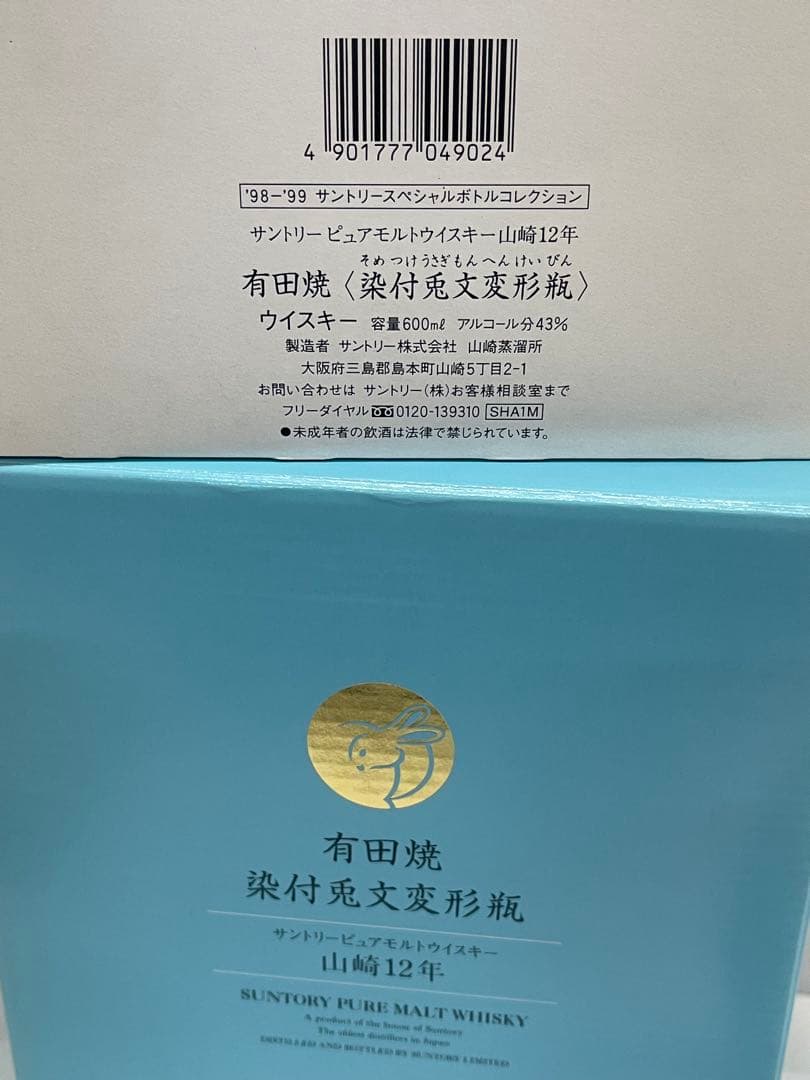 4 901777 049024
'98-'99 サントリースペシャルボトルコレクション
サントリー ピュアモルトウイスキー 山崎12年
そめ つけ うさぎ もん へん けい びん
有田焼〈染付兎文変形瓶〉
ウイスキー 容量600㎖ アルコール分43%
製造者 サントリー株式会社 山崎蒸溜所
大阪府三島郡島本町山崎5丁目2-1
お問い合わせは サントリー(株)お客様相談室まで
フリーダイヤル 0120-139310 SHA1M
●未成年者の飲酒は法律で禁じられています。
有田焼
染付兎文変形瓶
サントリーピュアモルトウイスキー
山崎12年
SUNTORY PURE MALT WHISKY
A product of the house of Suntory
The oldest distillers in Japan
DISTILLED AND BOTTLED BY SUNTORY LIMITED